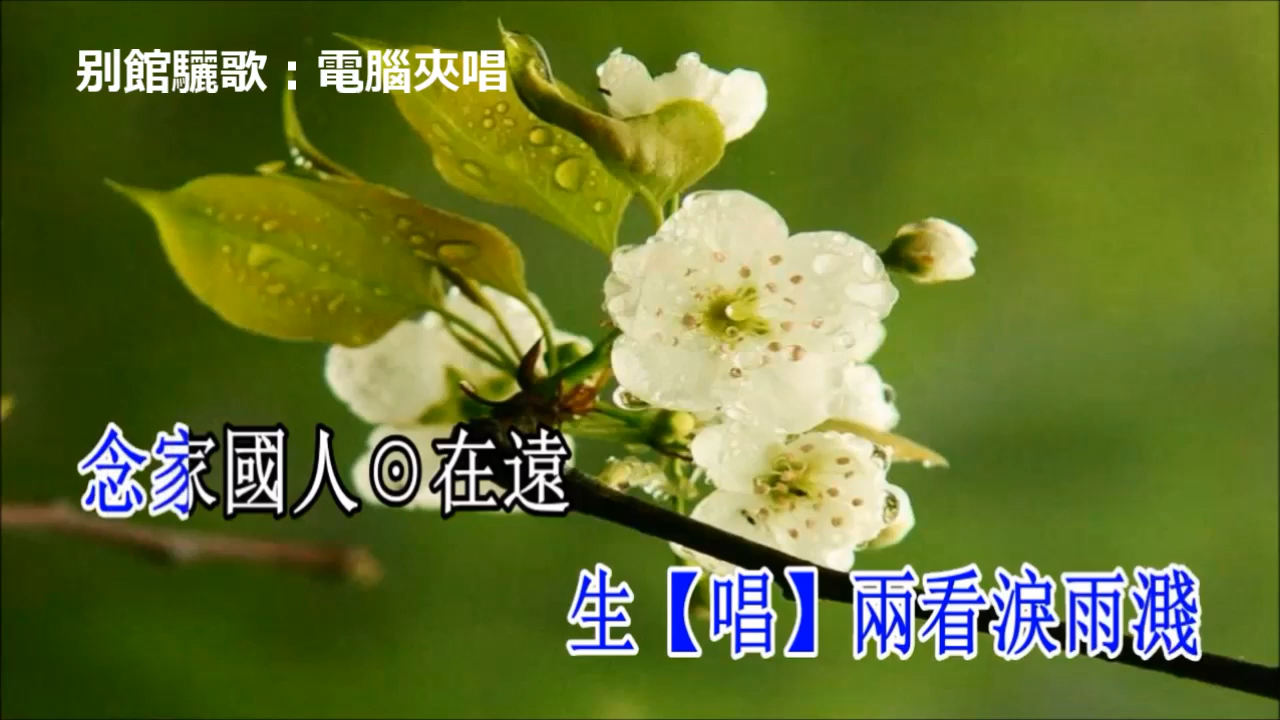 别館驪歌：電腦夾唱
念家國人⊙在遠
生【唱】兩看淚雨濺